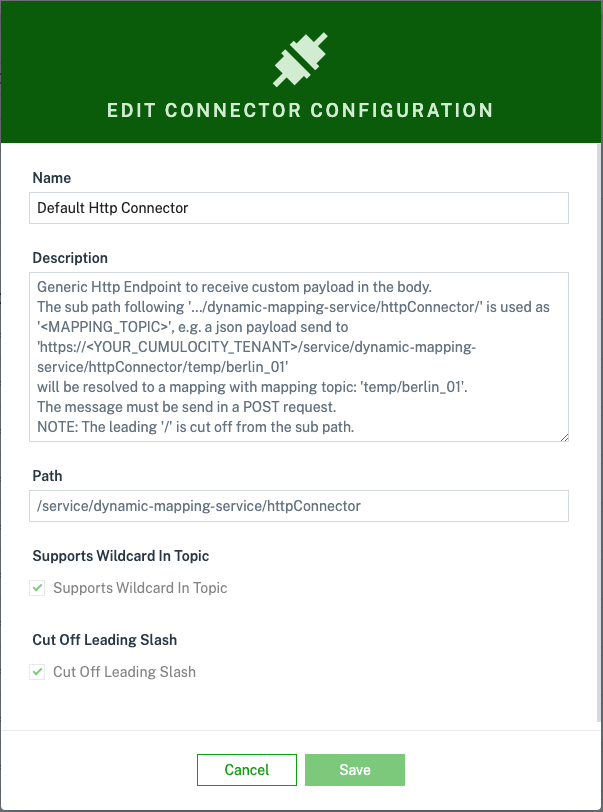 EDIT CONNECTOR CONFIGURATION
Name
Default Http Connector
Description
Generic Http Endpoint to receive custom payload in the body.
The sub path following '.../dynamic-mapping-service/httpConnector/' is used as
'<MAPPING_TOPIC>', e.g. a json payload send to
'https://<YOUR_CUMULOCITY_TENANT>/service/dynamic-mapping-
service/httpConnector/temp/berlin_01'
will be resolved to a mapping with mapping topic: 'temp/berlin_01'.
The message must be send in a POST request.
NOTE: The leading '/' is cut off from the sub path.
Path
/service/dynamic-mapping-service/httpConnector
Supports Wildcard In Topic
Supports Wildcard In Topic
Cut Off Leading Slash
Cut Off Leading Slash
Cancel
Save